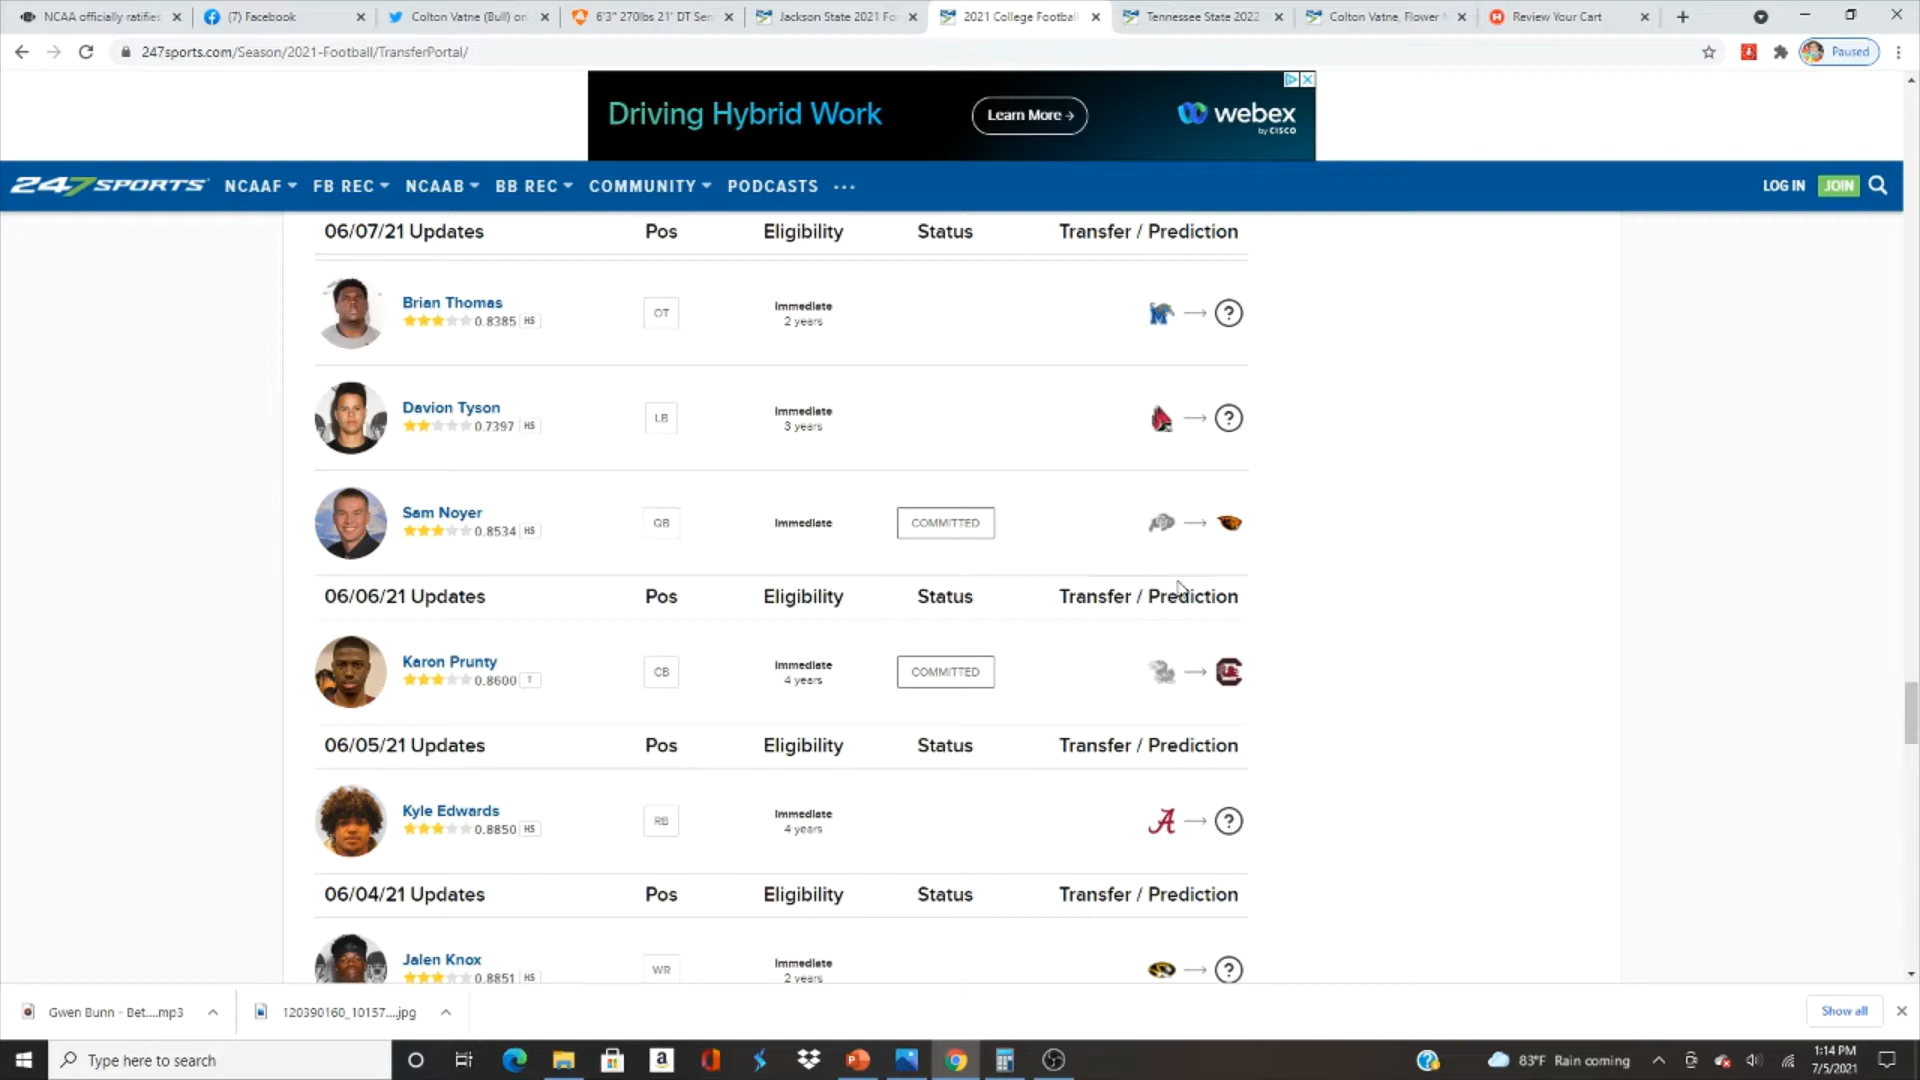 NCAA officially ratifies
(7) Facebook
Colton Vatne (Bull) on
6'3" 270lbs 21' DT Sen
Jackson State 2021 Fo
2021 College Football
Tennessee State 2022
Colton Vatne, Flower M
Review Your Cart
247sports.com/Season/2021-Football/TransferPortal/
Paused
Driving Hybrid Work
Learn More →
webex
by CISCO
247SPORTS NCAAF FB REC NCAAB BB REC COMMUNITY PODCASTS ...
LOG IN JOIN
06/07/21 Updates Pos Eligibility Status Transfer / Prediction
Brian Thomas
0.8385 HS
OT
Immediate
2 years
?
Davion Tyson
0.7397 HS
LB
Immediate
3 years
?
Sam Noyer
0.8534 HS
QB
Immediate
COMMITTED
06/06/21 Updates Pos Eligibility Status Transfer / Prediction
Karon Prunty
0.8600 T
CB
Immediate
4 years
COMMITTED
06/05/21 Updates Pos Eligibility Status Transfer / Prediction
Kyle Edwards
0.8850 HS
RB
Immediate
4 years
?
06/04/21 Updates Pos Eligibility Status Transfer / Prediction
Jalen Knox
0.8851 HS
WR
Immediate
2 years
?
Gwen Bunn - Bet....mp3
120390160_10157....jpg
Show all
Type here to search
83°F Rain coming
1:14 PM
7/5/2021